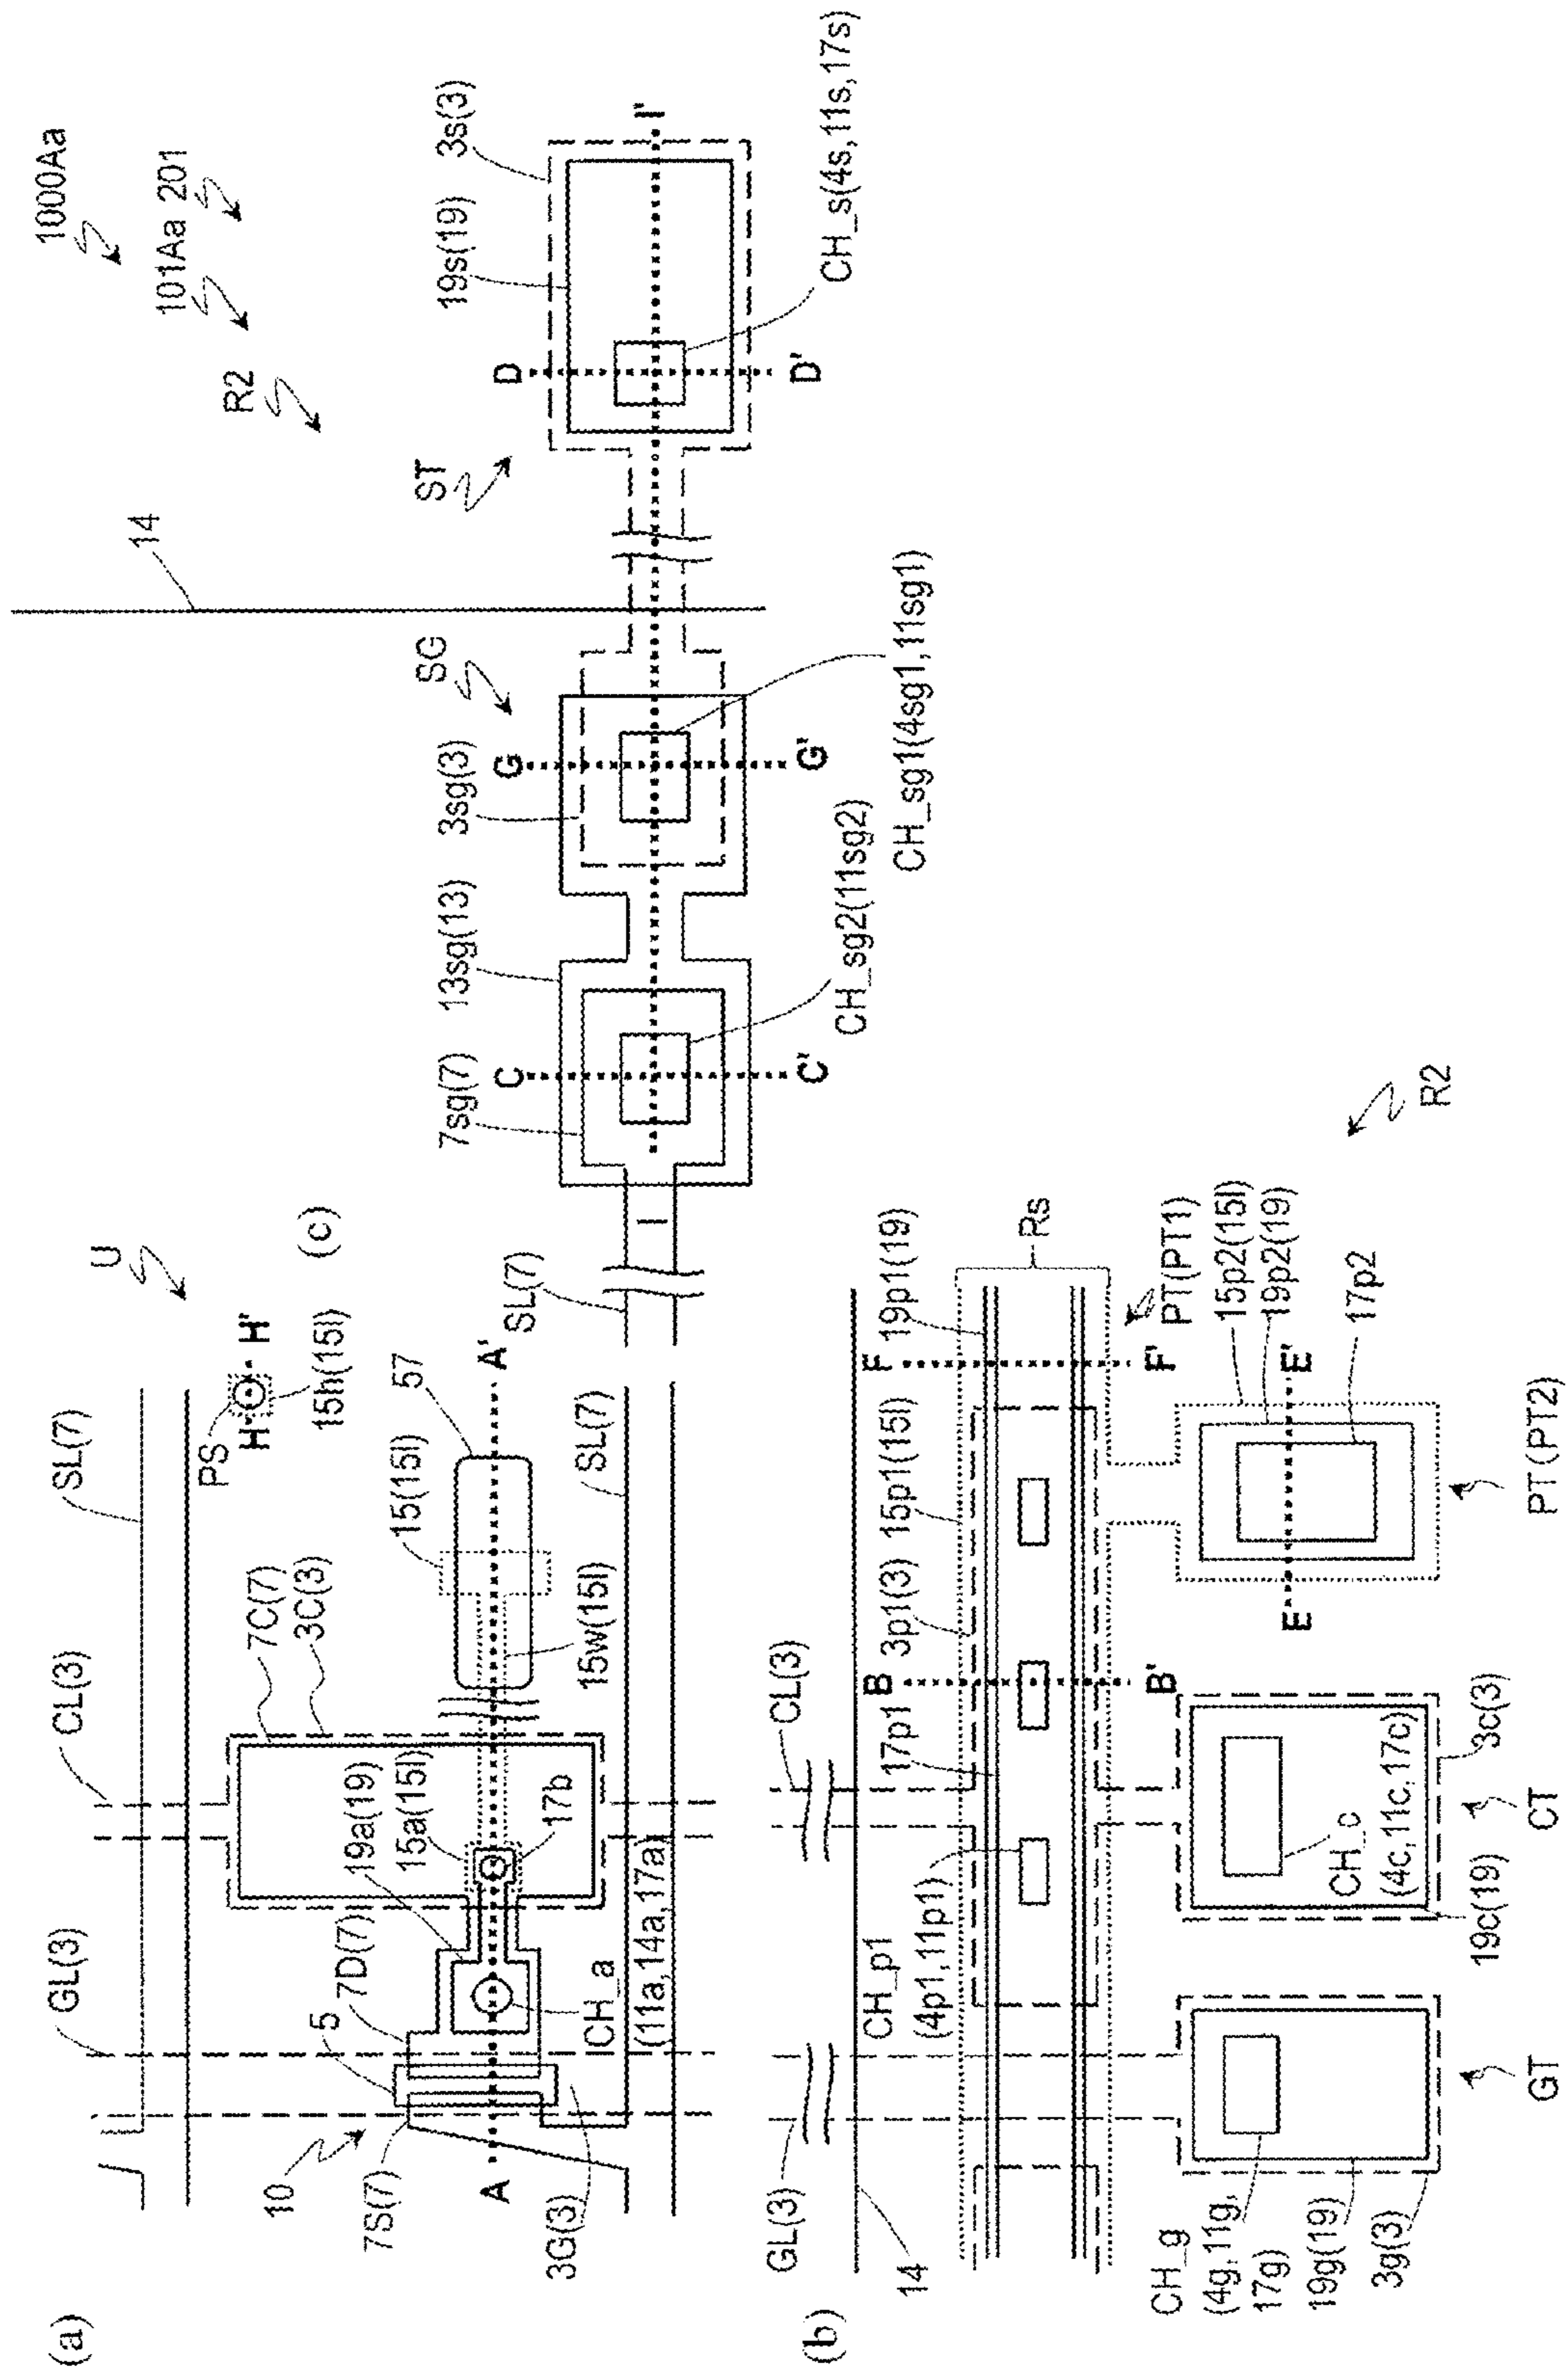 (a)
GL(3)
CL(3)
SL(7)
U
1000Aa
101Aa 201
R2
PS
H
H'
15h(15l)
(c)
7C(7)
3C(3)
10
7S(7)
5
7D(7)
19a(19)
15a(15l)
17b
15(15l)
57
15w(15l)
A
A'
SL(7)
SL(7)
3G(3)
CH_a
(11a,14a,17a)
14
ST
SG
7sg(7)
13sg(13)
3sg(3)
19s(19)
3s(3)
C
C'
G
G'
D
D'
I
I'
CH_sg2(11sg2)
CH_sg1(4sg1,11sg1)
CH_s(4s,11s,17s)
(b)
GL(3)
CL(3)
14
CH_p1
(4p1,11p1)
17p1
B
B'
3p1(3)
15p1(15l)
F
F'
19p1(19)
Rs
PT(PT1)
15p2(15l)
19p2(19)
17p2
E
E'
PT(PT2)
R2
CH_g
(4g,11g,
17g)
19g(19)
3g(3)
GT
CH_c
(4c,11c,17c)
19c(19)
3c(3)
CT